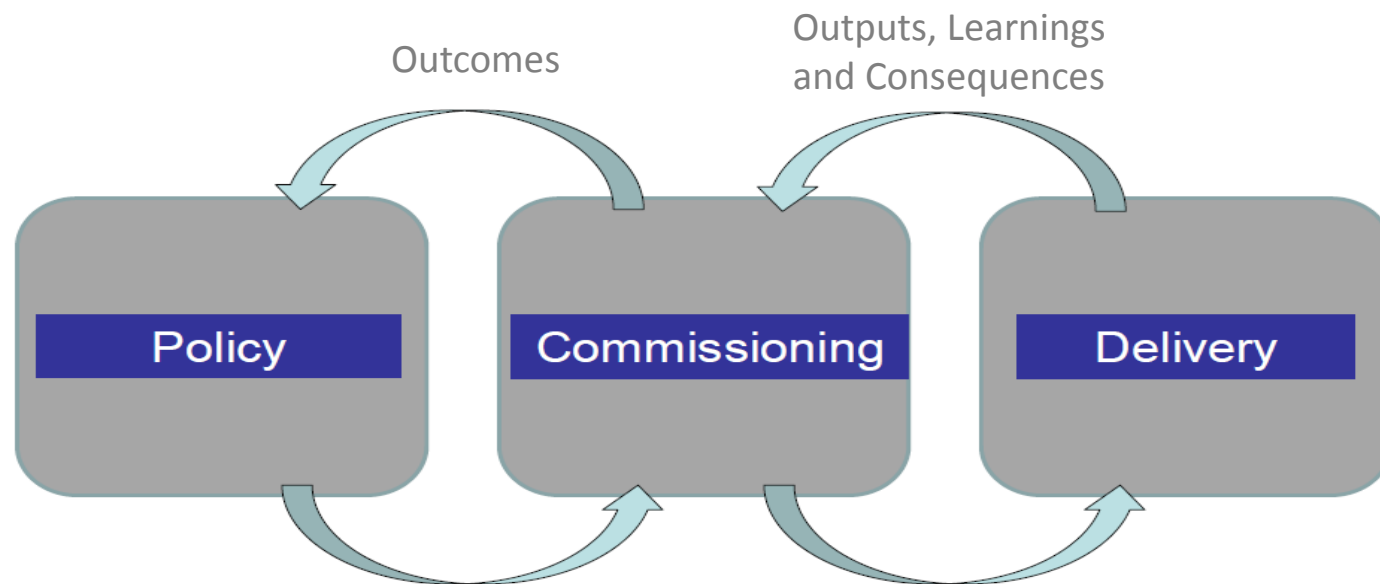 Outcomes
Outputs, Learnings
and Consequences
Policy
Commissioning
Delivery